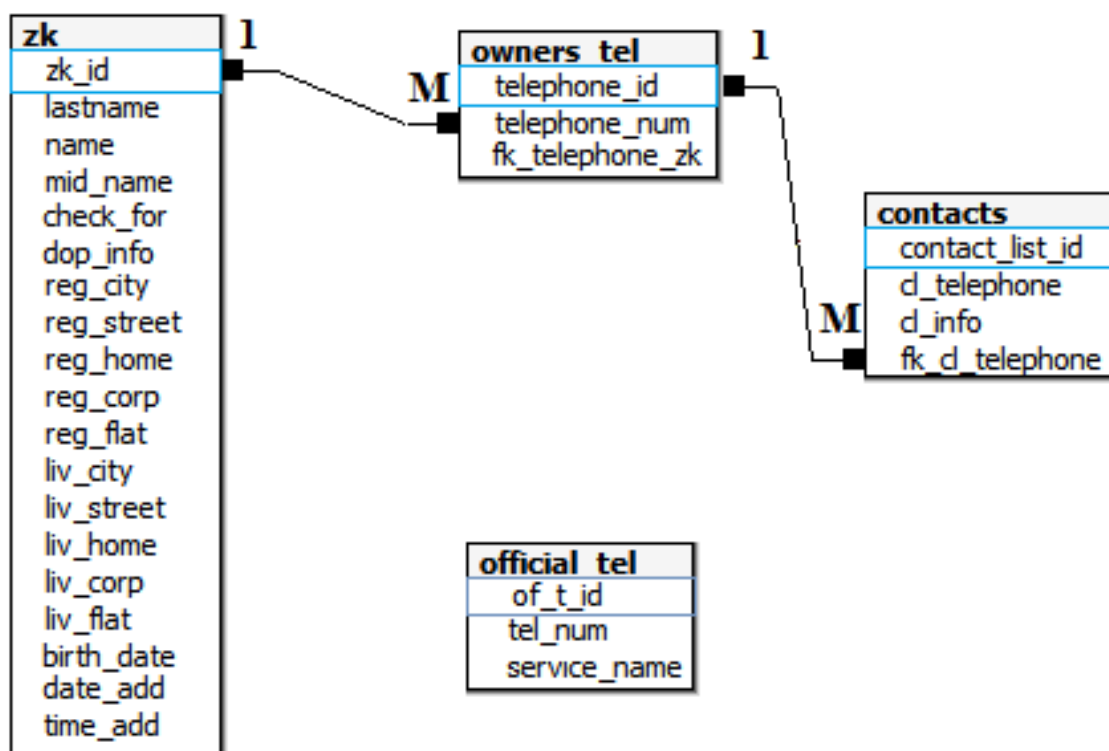 zk
zk_id
lastname
name
mid_name
check_for
dop_info
reg_city
reg_street
reg_home
reg_corp
reg_flat
liv_city
liv_street
liv_home
liv_corp
liv_flat
birth_date
date_add
time_add
1
M
owners_tel
telephone_id
telephone_num
fk_telephone_zk
1
M
contacts
contact_list_id
cl_telephone
cl_info
fk_cl_telephone
official_tel
of_t_id
tel_num
service_name